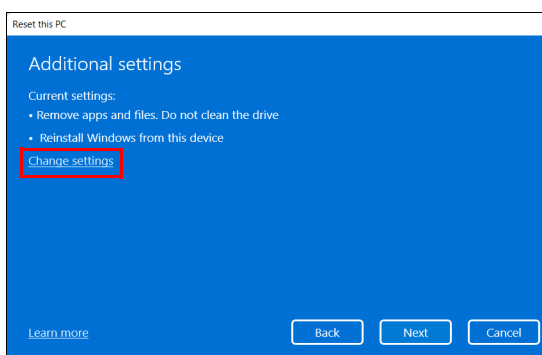 Reset this PC
Additional settings
Current settings:
• Remove apps and files. Do not clean the drive
• Reinstall Windows from this device
Change settings
Learn more
Back
Next
Cancel